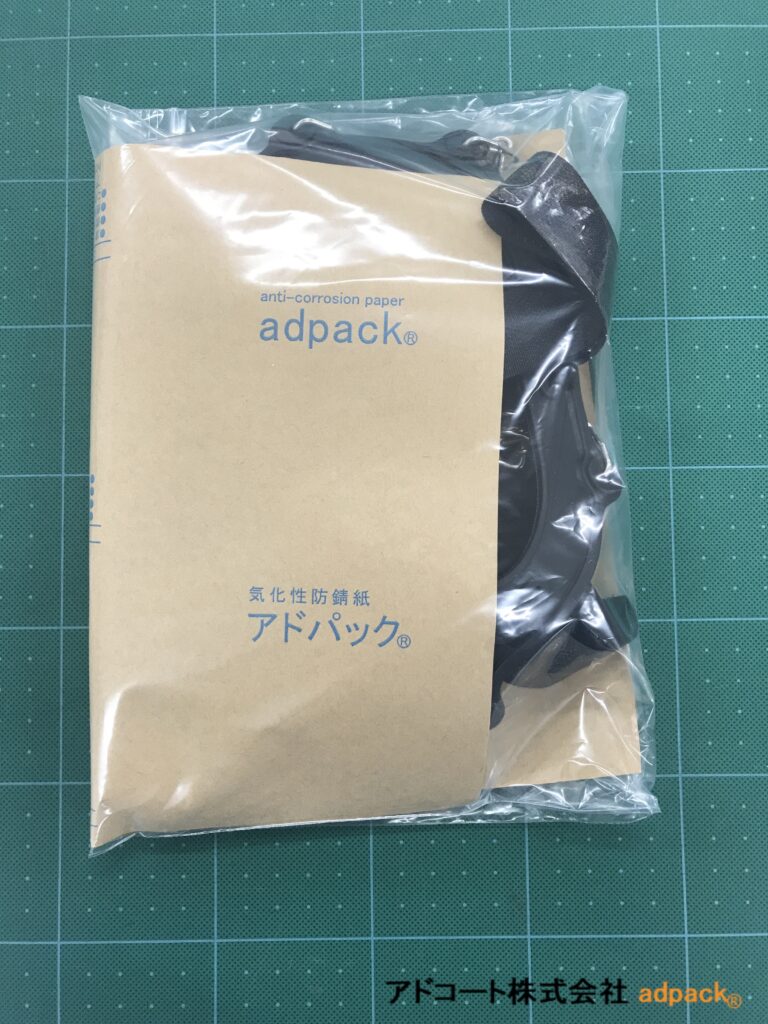 anti-corrosion paper
adpack®
気化性防錆紙
アドパック®
アドコート株式会社 adpack®